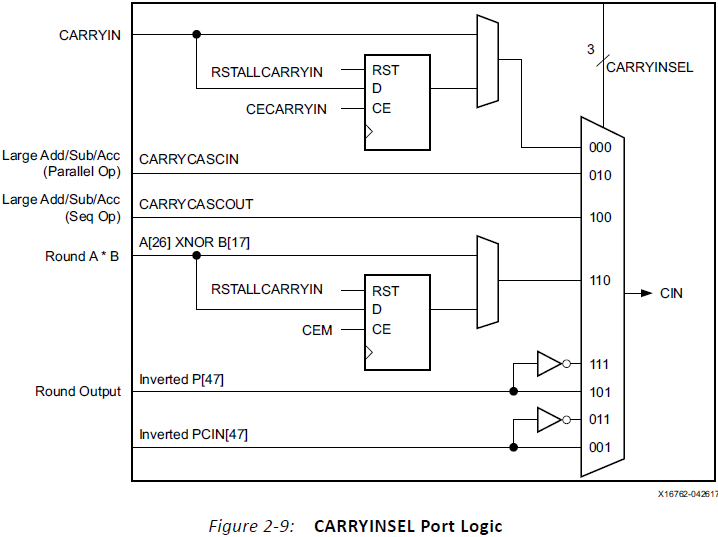 CARRYIN
3
CARRYINSEL
RSTALLCARRYIN
RST
D
CECARRYIN
CE
000
Large Add/Sub/Acc
(Parallel Op)
CARRYCASCIN
010
Large Add/Sub/Acc
(Seq Op)
CARRYCASCOUT
100
Round A * B
A[26] XNOR B[17]
RSTALLCARRYIN
RST
D
CEM
CE
110
CIN
111
Round Output
Inverted P[47]
101
011
Inverted PCIN[47]
001
X16762-042617
Figure 2-9: CARRYINSEL Port Logic